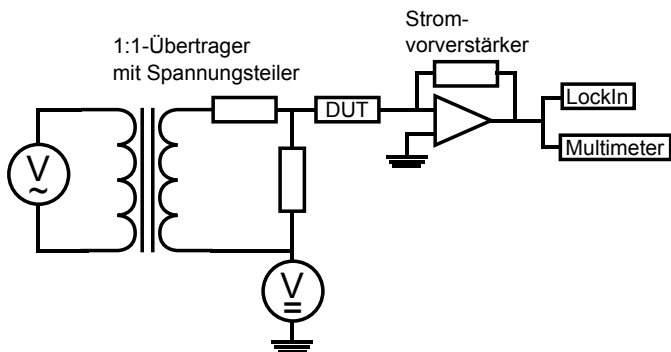 Strom-
vorverstärker
1:1-Übertrager
mit Spannungsteiler
LockIn
DUT
Multimeter
V
~
V
=